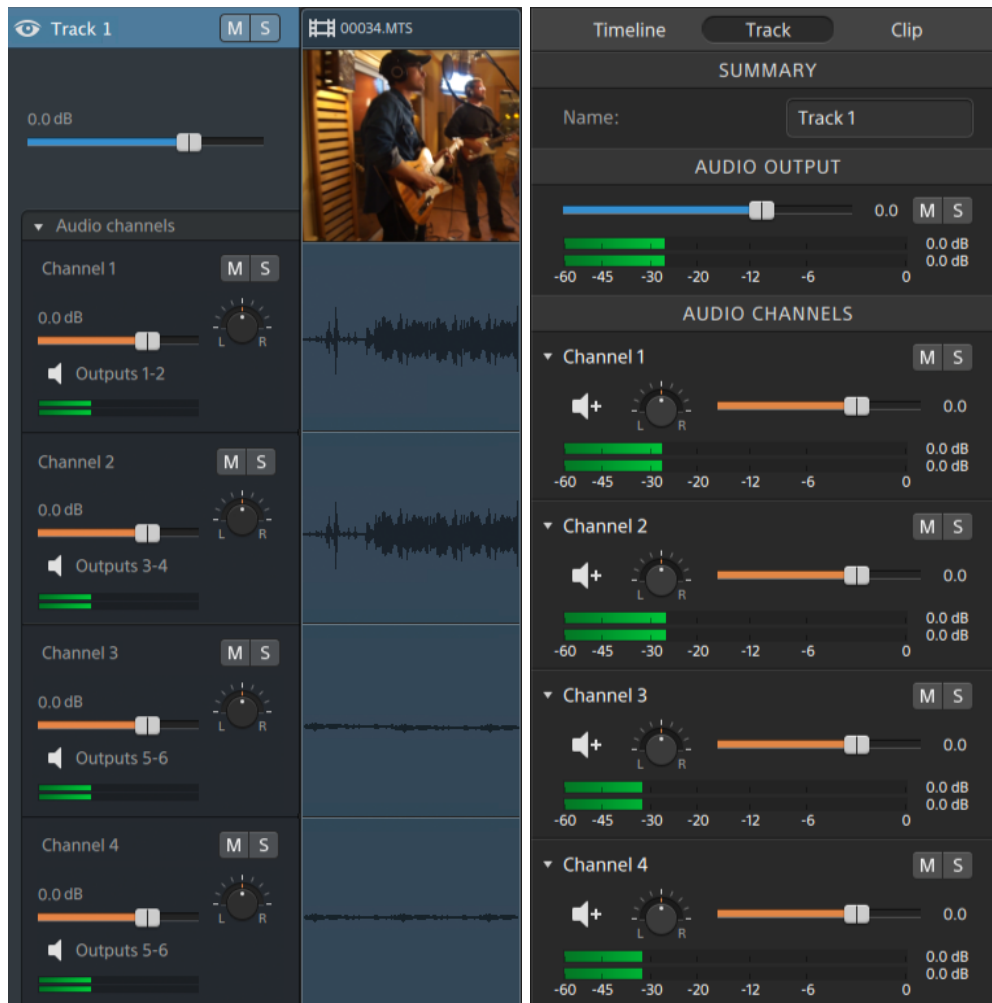 Track 1 M S
00034.MTS
0.0 dB
Audio channels
Channel 1 M S
0.0 dB
L R
Outputs 1-2
Channel 2 M S
0.0 dB
L R
Outputs 3-4
Channel 3 M S
0.0 dB
L R
Outputs 5-6
Channel 4 M S
0.0 dB
L R
Outputs 5-6
Timeline Track Clip
SUMMARY
Name: Track 1
AUDIO OUTPUT
0.0 M S
0.0 dB
0.0 dB
-60 -45 -30 -20 -12 -6 0
AUDIO CHANNELS
Channel 1 M S
L R 0.0
0.0 dB
0.0 dB
-60 -45 -30 -20 -12 -6 0
Channel 2 M S
L R 0.0
0.0 dB
0.0 dB
-60 -45 -30 -20 -12 -6 0
Channel 3 M S
L R 0.0
0.0 dB
0.0 dB
-60 -45 -30 -20 -12 -6 0
Channel 4 M S
L R 0.0
0.0 dB
0.0 dB
-60 -45 -30 -20 -12 -6 0